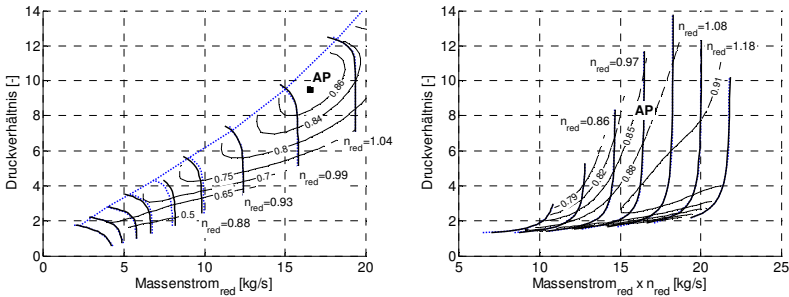 14
12
10
8
6
4
2
0
Druckverhältnis [-]
AP
0.86
0.84
0.8
0.75
0.7
0.65
0.5
n_red=1.04
n_red=0.99
n_red=0.93
n_red=0.88
0 5 10 15 20
Massenstrom_red [kg/s]
14
12
10
8
6
4
2
0
Druckverhältnis [-]
n_red=1.08
n_red=1.18
n_red=0.97
n_red=0.86
AP
0.91
0.85
0.88
0.82
0.79
5 10 15 20 25
Massenstrom_red x n_red [kg/s]